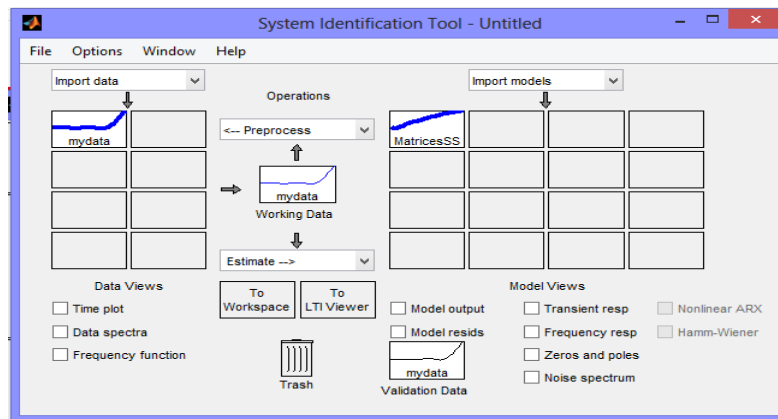 System Identification Tool - Untitled
File Options Window Help
Import data
Import models
Operations
mydata
<-- Preprocess
MatricesSS
mydata
Working Data
Estimate -->
Data Views
To Workspace
To LTI Viewer
Model Views
Time plot
Data spectra
Frequency function
Model output
Model resids
Transient resp
Frequency resp
Zeros and poles
Noise spectrum
Nonlinear ARX
Hamm-Wiener
Trash
mydata
Validation Data